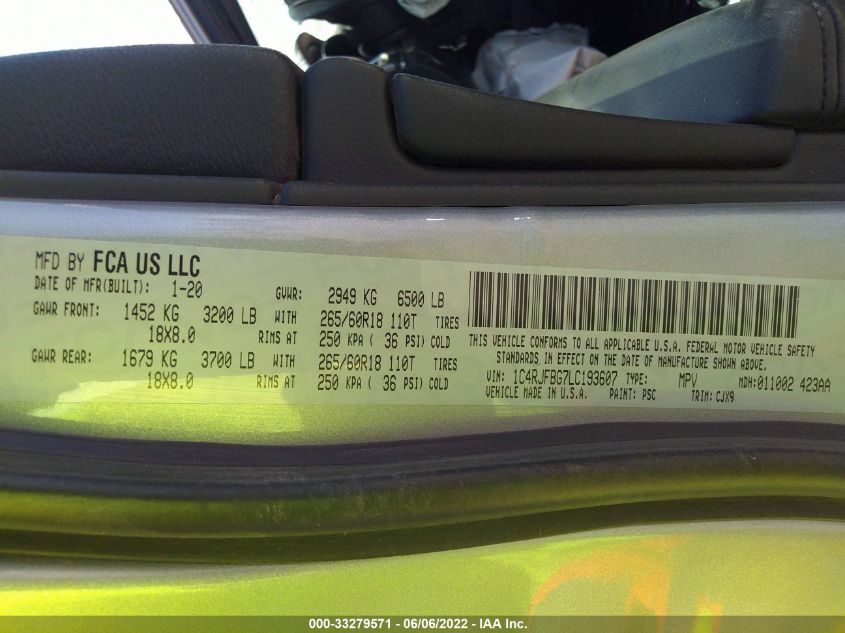 MFD BY FCA US LLC
DATE OF MFR(BUILT): 1-20 GVWR: 2949 KG 6500 LB
GAWR FRONT: 1452 KG 3200 LB WITH 265/60R18 110T TIRES
18X8.0 RIMS AT 250 KPA ( 36 PSI) COLD
GAWR REAR: 1679 KG 3700 LB WITH 265/60R18 110T TIRES
18X8.0 RIMS AT 250 KPA ( 36 PSI) COLD
THIS VEHICLE CONFORMS TO ALL APPLICABLE U.S.A. FEDERAL MOTOR VEHICLE SAFETY
STANDARDS IN EFFECT ON THE DATE OF MANUFACTURE SHOWN ABOVE.
VIN: 1C4RJFBG7LC193607 TYPE: MPV MDH:011002 423AA
VEHICLE MADE IN U.S.A. PAINT: PSC TRIM: CJX9
000-33279571 - 06/06/2022 - IAA Inc.